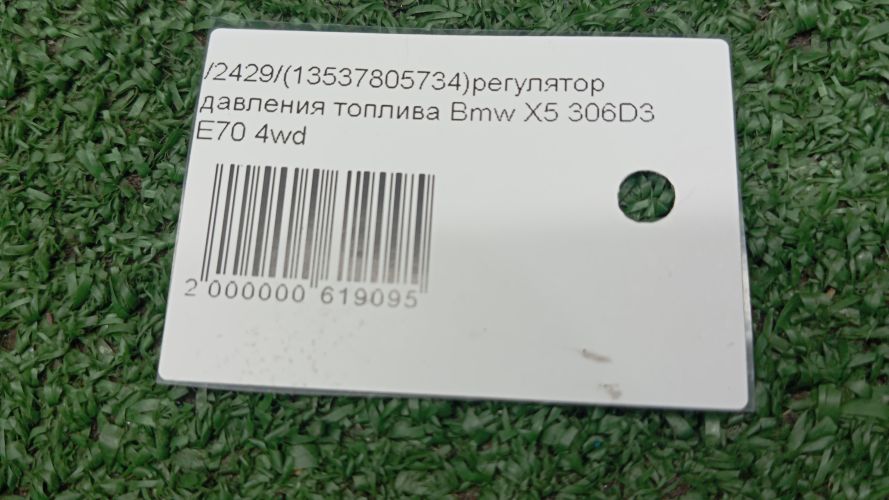 /2429/(13537805734)регулятор
давления топлива Bmw X5 306D3
E70 4wd
2 000000 619095